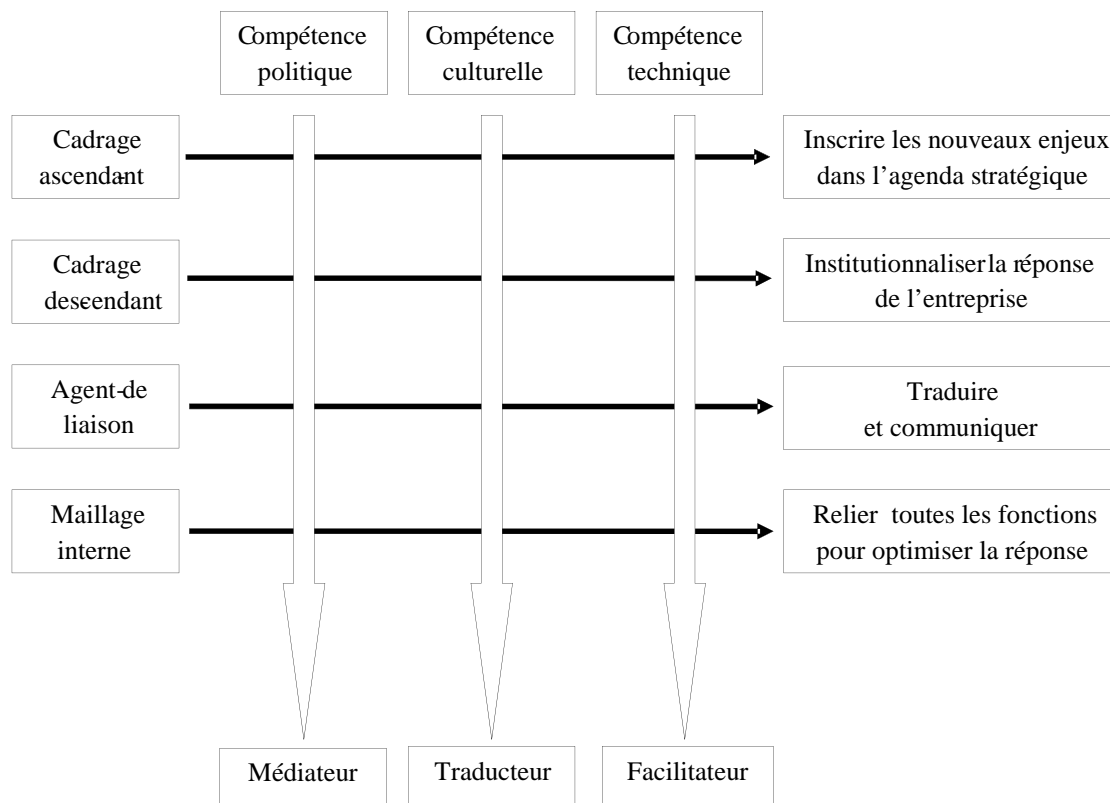 Compétence
politique
Compétence
culturelle
Compétence
technique
Cadrage
ascendant
Inscrire les nouveaux enjeux
dans l’agenda stratégique
Cadrage
descendant
Institutionnaliser la réponse
de l’entreprise
Agent-de
liaison
Traduire
et communiquer
Maillage
interne
Relier toutes les fonctions
pour optimiser la réponse
Médiateur
Traducteur
Facilitateur